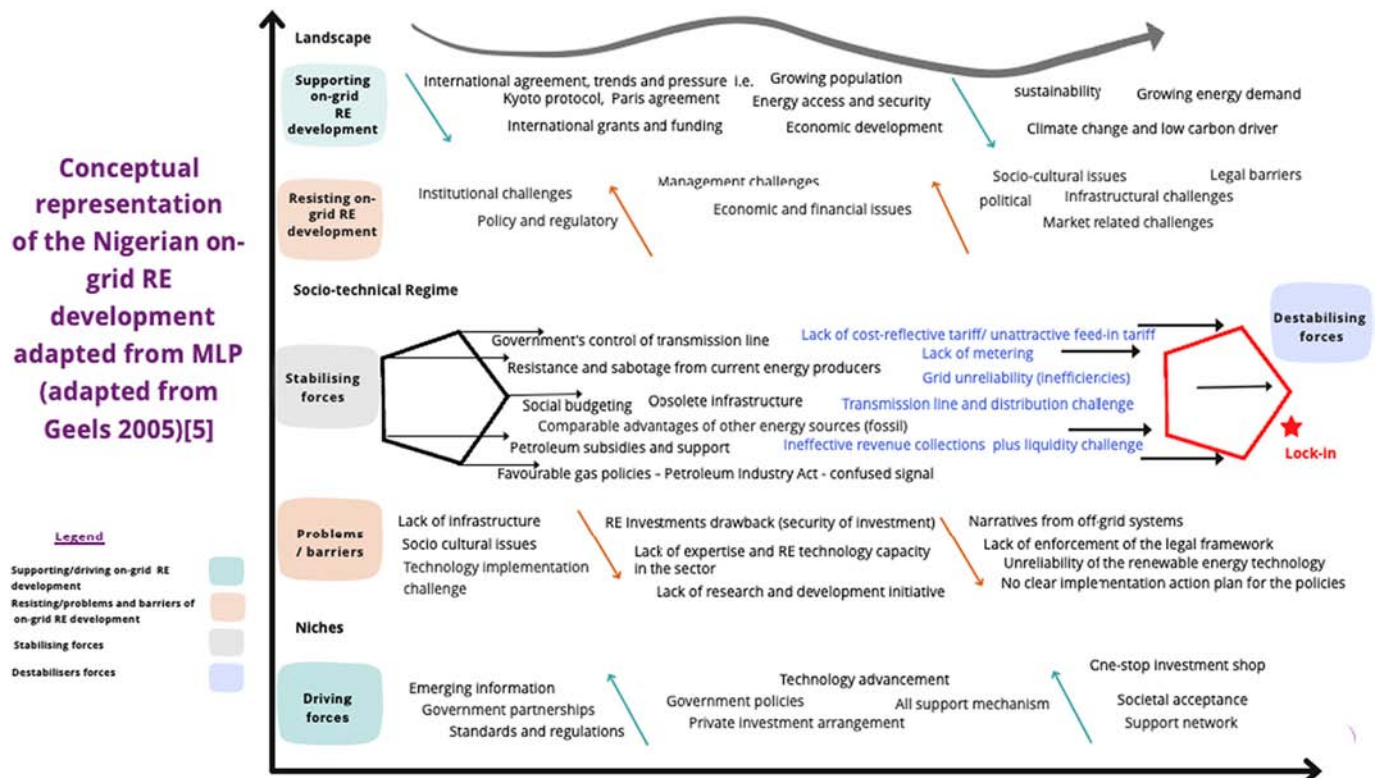 Conceptual
representation
of the Nigerian on-
grid RE
development
adapted from MLP
(adapted from
Geels 2005)[5]
Legend
Supporting/driving on-grid RE
development
Resisting/problems and barriers of
on-grid RE development
Stabilising forces
Destabilisers forces
Landscape
Supporting
on-grid
RE
development
International agreement, trends and pressure i.e.
Kyoto protocol, Paris agreement
International grants and funding
Growing population
Energy access and security
Economic development
sustainability
Growing energy demand
Climate change and low carbon driver
Resisting on-
grid RE
development
Institutional challenges
Policy and regulatory
Management challenges
Economic and financial issues
Socio-cultural issues
Legal barriers
political
Infrastructural challenges
Market related challenges
Socio-technical Regime
Stabilising
forces
Government's control of transmission line
Resistance and sabotage from current energy producers
Social budgeting
Obsolete infrastructure
Comparable advantages of other energy sources (fossil)
Petroleum subsidies and support
Favourable gas policies – Petroleum Industry Act - confused signal
Lack of cost-reflective tariff/ unattractive feed-in tariff
Lack of metering
Grid unreliability (inefficiencies)
Transmission line and distribution challenge
Ineffective revenue collections plus liquidity challenge
Destabilising
forces
Lock-in
Problems
/ barriers
Lack of infrastructure
Socio cultural issues
Technology implementation
challenge
RE Investments drawback (security of investment)
Lack of expertise and RE technology capacity
in the sector
Lack of research and development initiative
Narratives from off-grid systems
Lack of enforcement of the legal framework
Unreliability of the renewable energy technology
No clear implementation action plan for the policies
Niches
Driving
forces
Emerging information
Government partnerships
Standards and regulations
Technology advancement
Government policies
All support mechanism
Private investment arrangement
One-stop investment shop
Societal acceptance
Support network